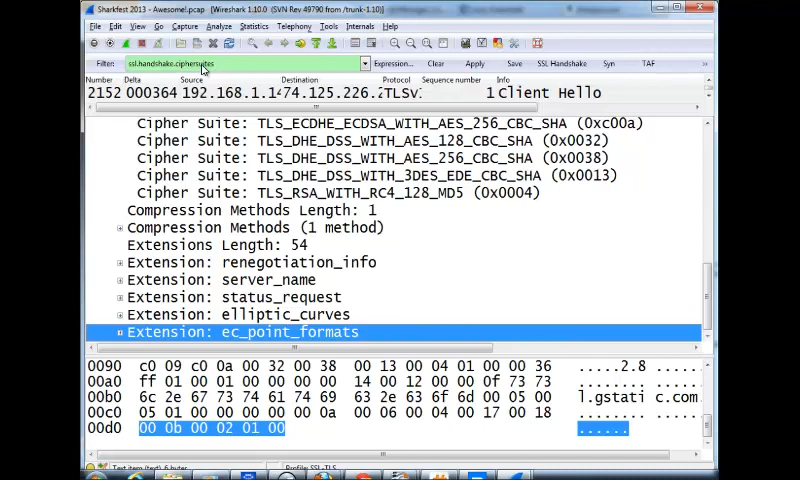 Sharkfest 2013 - Awesome!.pcap [Wireshark 1.10.0 (SVN Rev 49790 from /trunk-1.10)]
File Edit View Go Capture Analyze Statistics Telephony Tools Internals Help
Filter: ssl.handshake.ciphersuites Expression... Clear Apply Save SSL Handshake Syn TAF
Number Delta Source Destination Protocol Sequence number Info
2152 000364 192.168.1.14 74.125.226.2 TLSv1 1 Client Hello
Cipher Suite: TLS_ECDHE_ECDSA_WITH_AES_256_CBC_SHA (0xc00a)
Cipher Suite: TLS_DHE_DSS_WITH_AES_128_CBC_SHA (0x0032)
Cipher Suite: TLS_DHE_DSS_WITH_AES_256_CBC_SHA (0x0038)
Cipher Suite: TLS_DHE_DSS_WITH_3DES_EDE_CBC_SHA (0x0013)
Cipher Suite: TLS_RSA_WITH_RC4_128_MD5 (0x0004)
Compression Methods Length: 1
Compression Methods (1 method)
Extensions Length: 54
Extension: renegotiation_info
Extension: server_name
Extension: status_request
Extension: elliptic_curves
Extension: ec_point_formats
0090 c0 09 c0 0a 00 32 00 38 00 13 00 04 01 00 00 36 .....2.8 .......
00a0 ff 01 00 01 00 00 00 00 14 00 12 00 00 0f 73 73
00b0 6c 2e 67 73 74 61 74 69 63 2e 63 6f 6d 00 05 00 l.gstati c.com.
00c0 05 01 00 00 00 00 00 0a 00 06 00 04 00 17 00 18
00d0 00 0b 00 02 01 00 ......
Text item (text), 6 bytes Profile: SSL-TLS